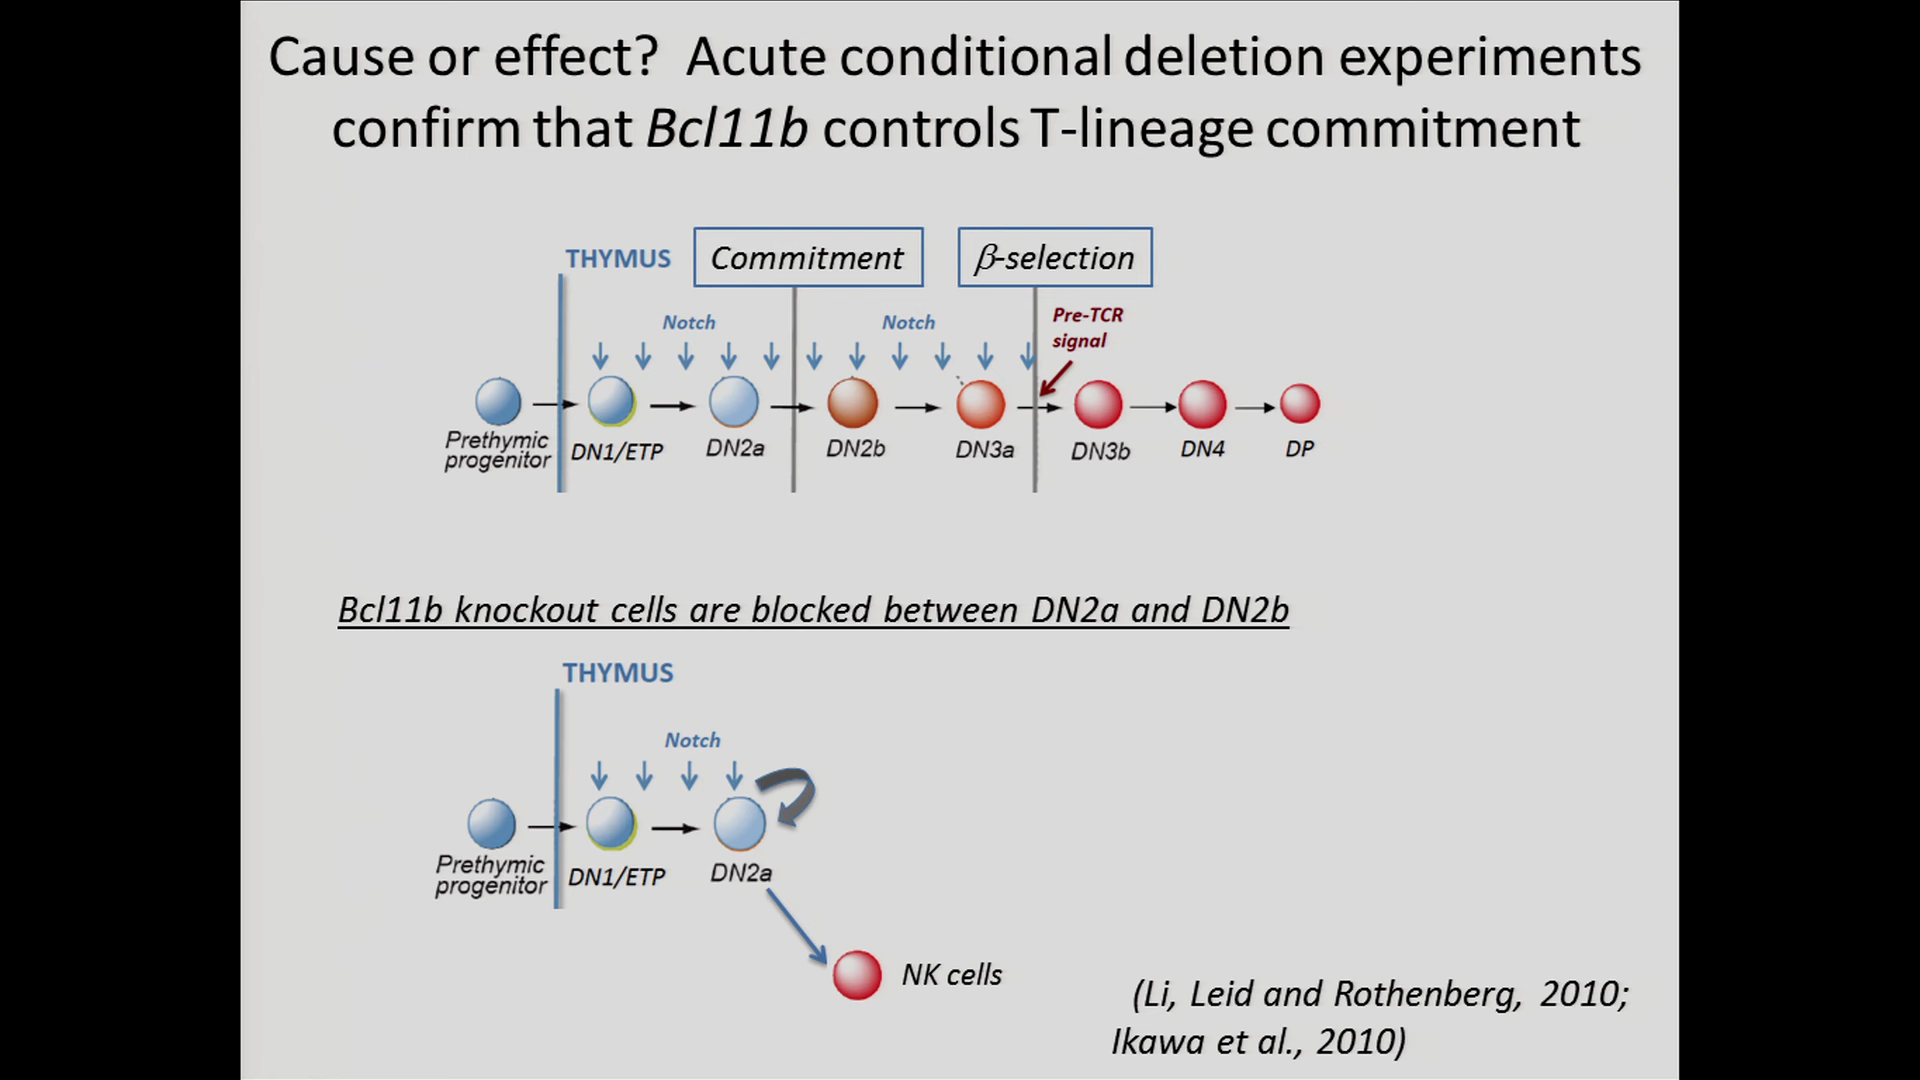 Cause or effect? Acute conditional deletion experiments
confirm that Bcl11b controls T-lineage commitment
THYMUS
Commitment
β-selection
Notch
Notch
Pre-TCR
signal
Prethymic
progenitor
DN1/ETP
DN2a
DN2b
DN3a
DN3b
DN4
DP
Bcl11b knockout cells are blocked between DN2a and DN2b
THYMUS
Notch
Prethymic
progenitor
DN1/ETP
DN2a
NK cells
(Li, Leid and Rothenberg, 2010;
Ikawa et al., 2010)